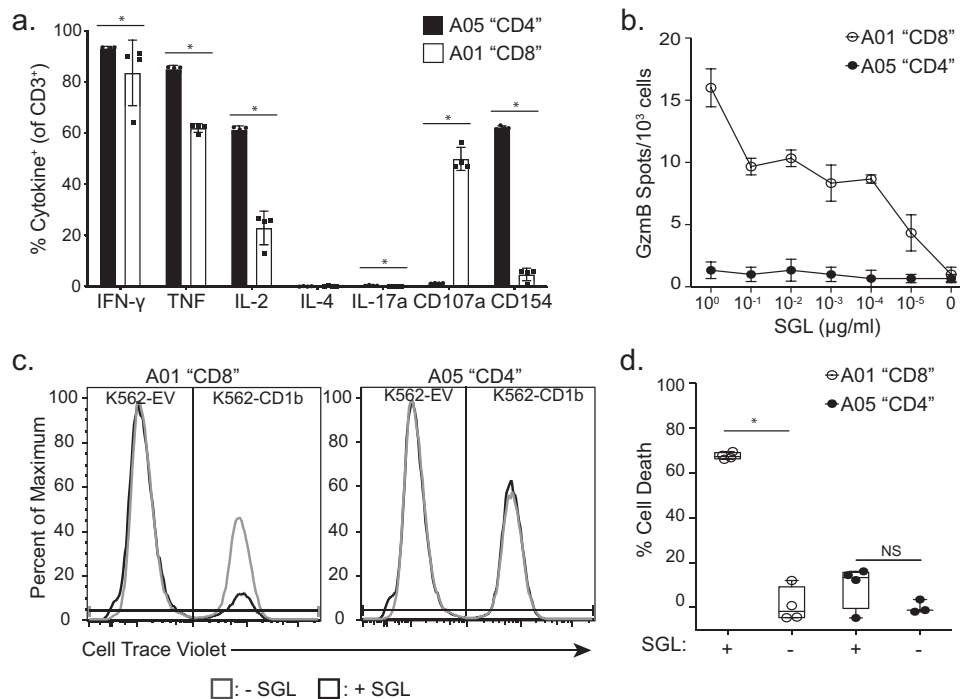 a.
% Cytokine⁺ (of CD3⁺)
100
80
60
40
20
0
A05 “CD4”
A01 “CD8”
*
*
*
*
*
*
IFN-γ TNF IL-2 IL-4 IL-17a CD107a CD154
b.
GzmB Spots/10³ cells
20
15
10
5
0
A01 “CD8”
A05 “CD4”
10⁰ 10⁻¹ 10⁻² 10⁻³ 10⁻⁴ 10⁻⁵ 0
SGL (µg/ml)
c.
A01 “CD8”
A05 “CD4”
K562-EV K562-CD1b
K562-EV K562-CD1b
Percent of Maximum
100
80
60
40
20
0
100
80
60
40
20
0
Cell Trace Violet
: - SGL : + SGL
d.
A01 “CD8”
A05 “CD4”
% Cell Death
100
80
60
40
20
0
*
NS
SGL: + - + -